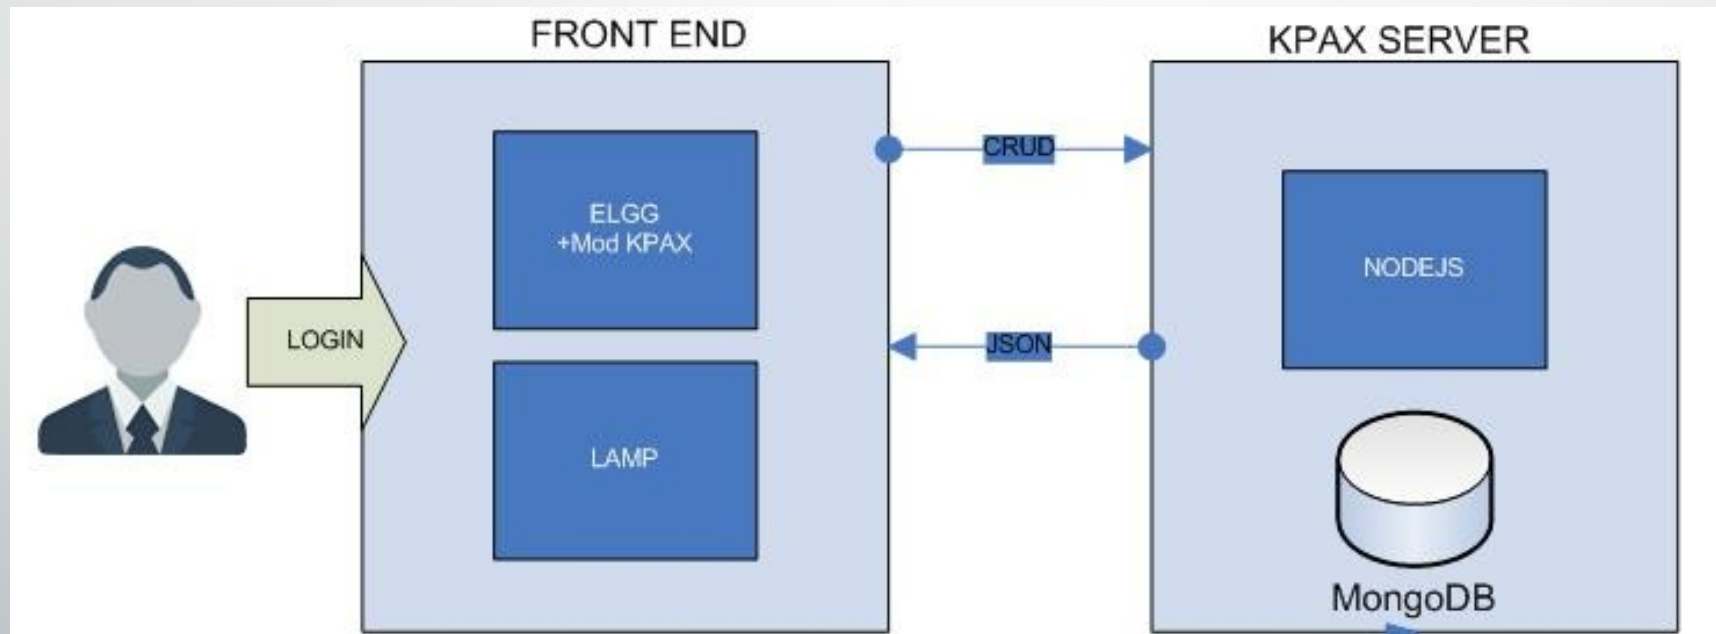 FRONT END
KPAX SERVER
CRUD
ELGG
+Mod KPAX
NODEJS
LOGIN
JSON
LAMP
MongoDB